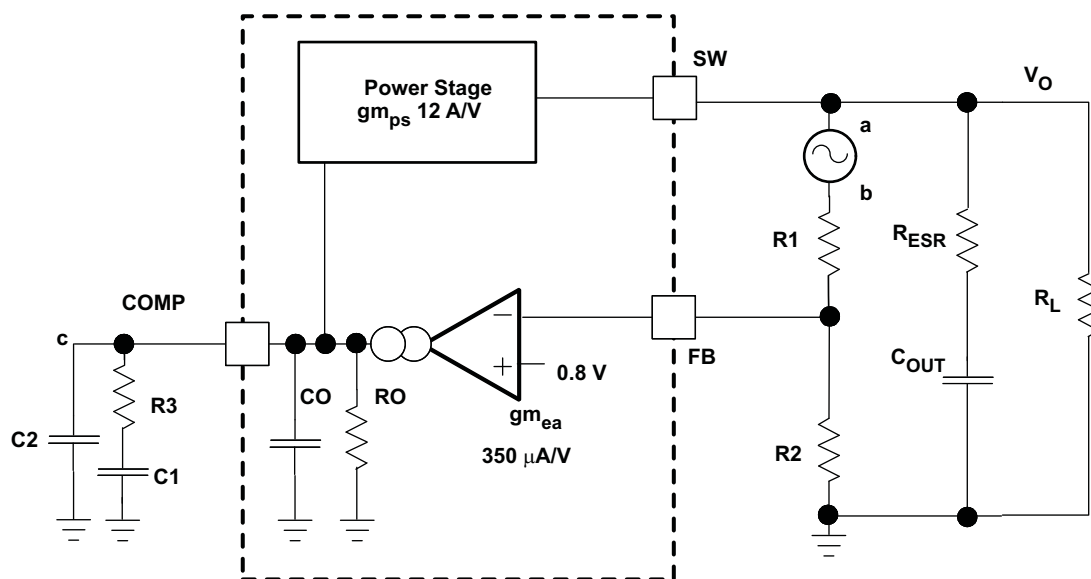 SW
Power Stage
gm_ps 12 A/V
V_O
a
b
R1
R_ESR
R_L
COMP
c
FB
0.8 V
C_OUT
CO
RO
gm_ea
350 μA/V
R3
C2
C1
R2
− 
+